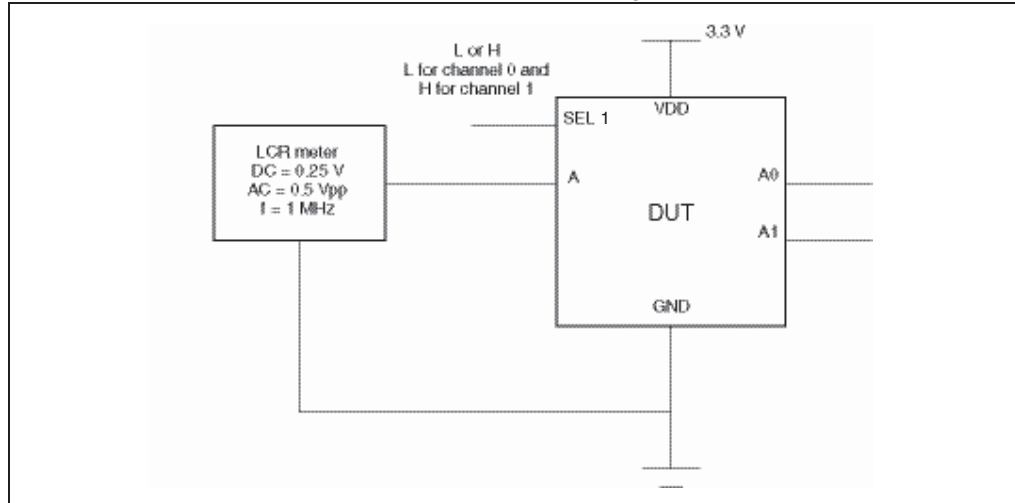 3.3 V
L or H
L for channel 0 and
H for channel 1
SEL 1
VDD
LCR meter
DC = 0.25 V
AC = 0.5 Vpp
f = 1 MHz
A
A0
DUT
A1
GND